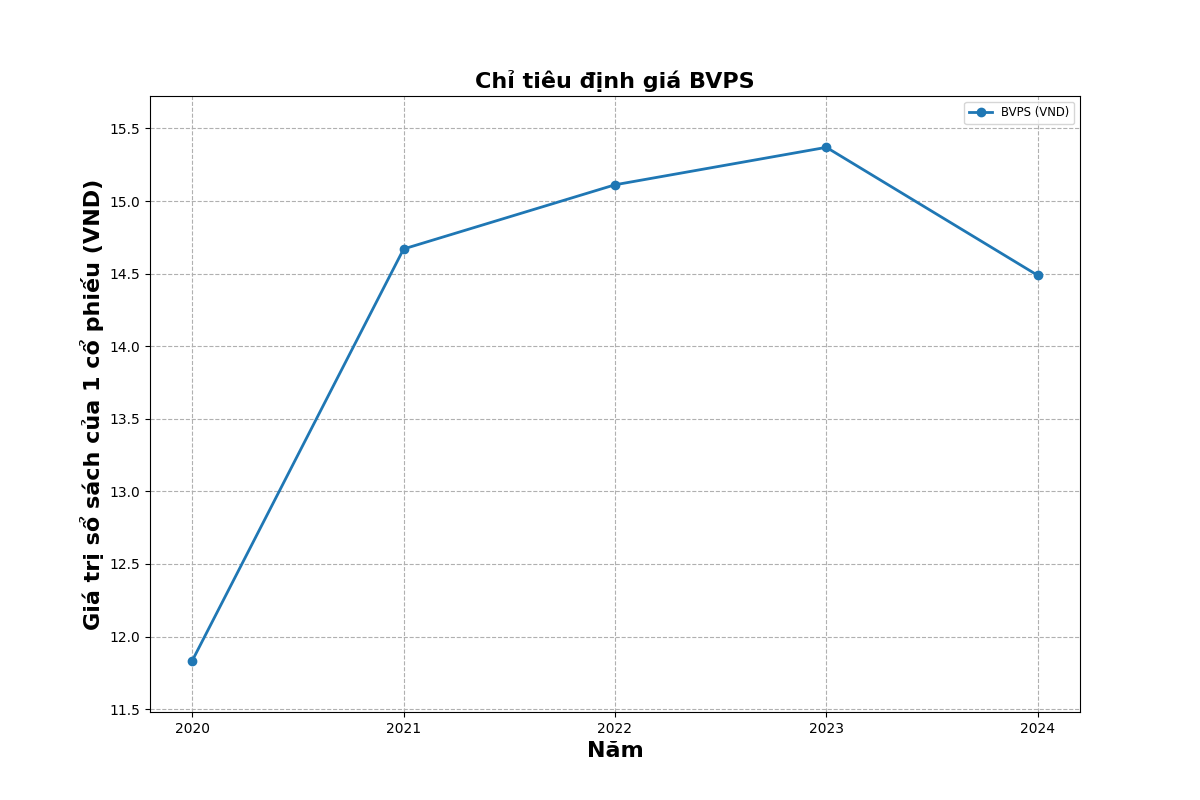 Chỉ tiêu định giá BVPS
BVPS (VND)
Giá trị sổ sách của 1 cổ phiếu (VND)
15.5
15.0
14.5
14.0
13.5
13.0
12.5
12.0
11.5
2020 2021 2022 2023 2024
Năm